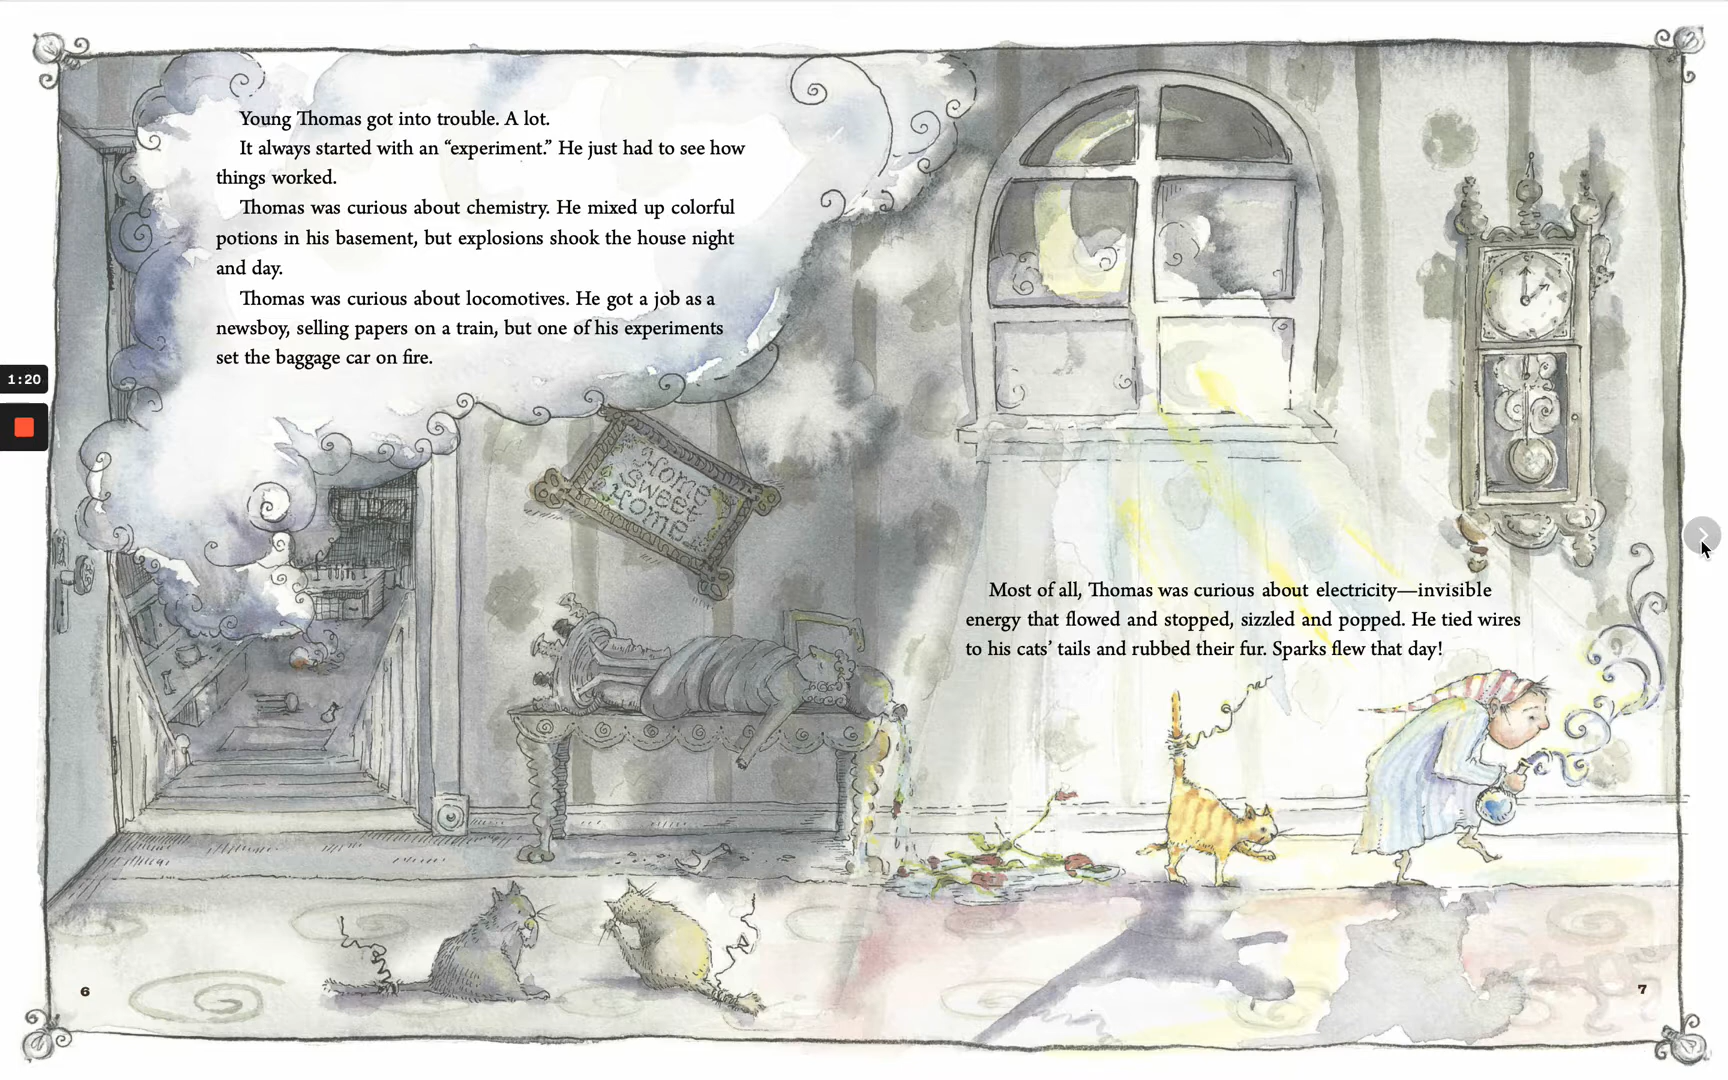 Young Thomas got into trouble. A lot.
It always started with an “experiment.” He just had to see how
things worked.
Thomas was curious about chemistry. He mixed up colorful
potions in his basement, but explosions shook the house night
and day.
Thomas was curious about locomotives. He got a job as a
newsboy, selling papers on a train, but one of his experiments
set the baggage car on fire.
1:20
Home
Sweet
Home
Most of all, Thomas was curious about electricity—invisible
energy that flowed and stopped, sizzled and popped. He tied wires
to his cats’ tails and rubbed their fur. Sparks flew that day!
6
7